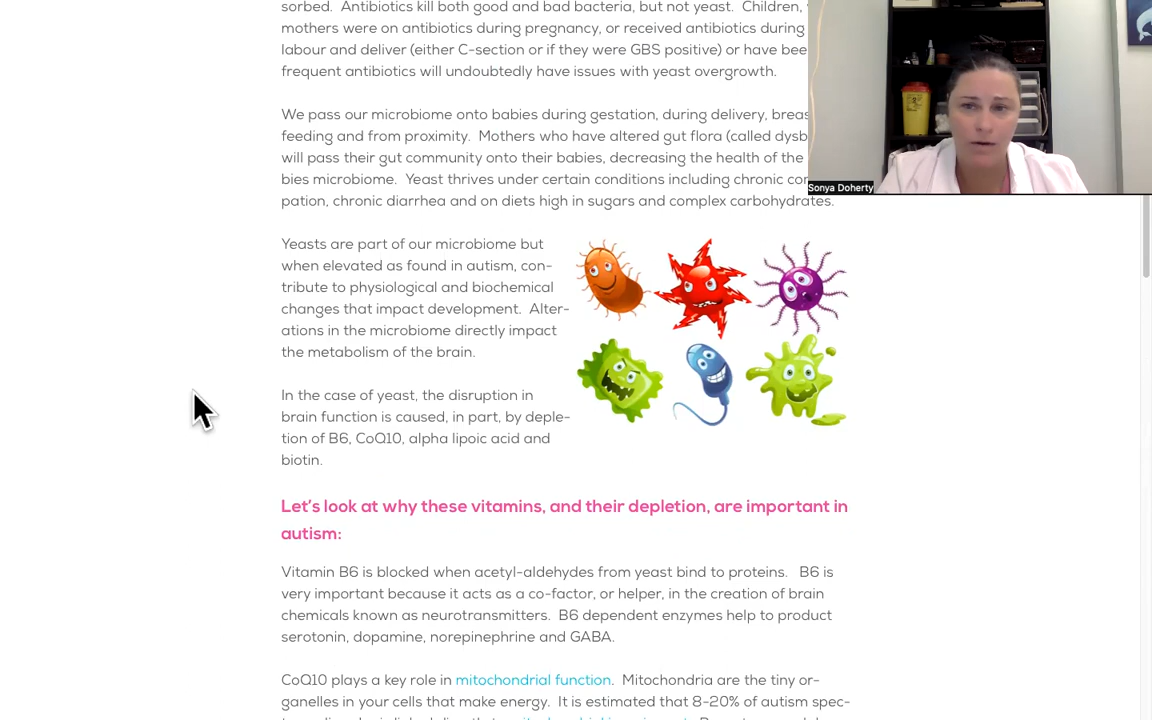 sorbed.  Antibiotics kill both good and bad bacteria, but not yeast.  Children,
mothers were on antibiotics during pregnancy, or received antibiotics during
labour and deliver (either C-section or if they were GBS positive) or have
frequent antibiotics will undoubtedly have issues with yeast overgrowth.
We pass our microbiome onto babies during gestation, during delivery,
feeding and from proximity.  Mothers who have altered gut flora (called
will pass their gut community onto their babies, decreasing the health of the
bies microbiome.  Yeast thrives under certain conditions including chronic
pation, chronic diarrhea and on diets high in sugars and complex carbohydrates.
Sonya Doherty
Yeasts are part of our microbiome but
when elevated as found in autism, con-
tribute to physiological and biochemical
changes that impact development.  Alter-
ations in the microbiome directly impact
the metabolism of the brain.
In the case of yeast, the disruption in
brain function is caused, in part, by deple-
tion of B6, CoQ10, alpha lipoic acid and
biotin.
Let's look at why these vitamins, and their depletion, are important in
autism:
Vitamin B6 is blocked when acetyl-aldehydes from yeast bind to proteins.   B6 is
very important because it acts as a co-factor, or helper, in the creation of brain
chemicals known as neurotransmitters.  B6 dependent enzymes help to product
serotonin, dopamine, norepinephrine and GABA.
CoQ10 plays a key role in mitochondrial function.  Mitochondria are the tiny or-
ganelles in your cells that make energy.  It is estimated that 8-20% of autism spec-